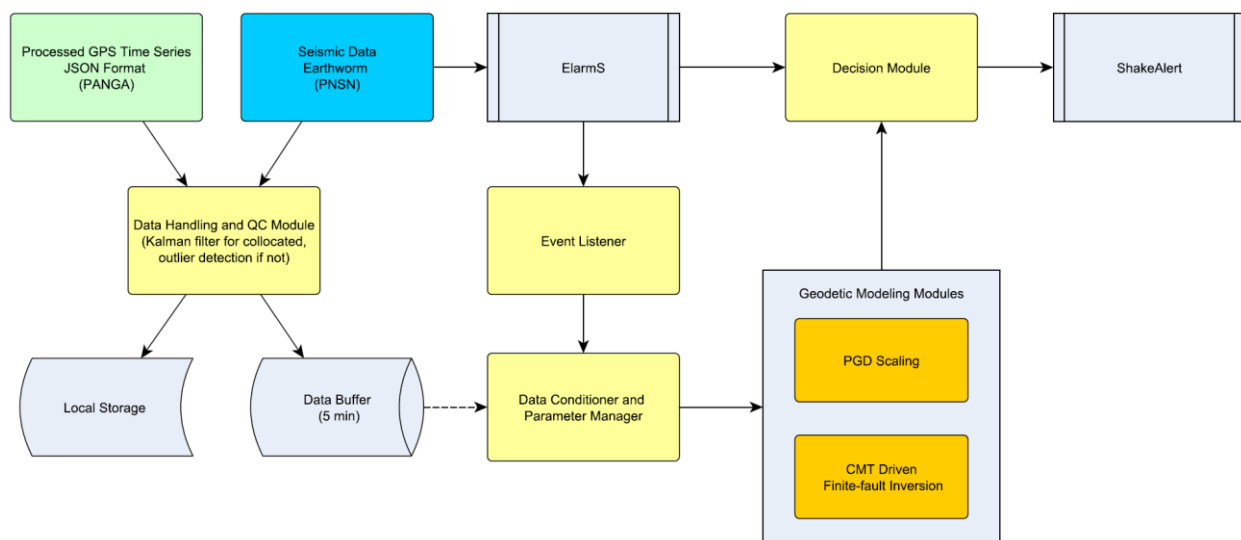 Processed GPS Time Series
JSON Format
(PANGA)
Seismic Data
Earthworm
(PNSN)
ElarmS
Decision Module
ShakeAlert
Data Handling and QC Module
(Kalman filter for collocated,
outlier detection if not)
Event Listener
Geodetic Modeling Modules
PGD Scaling
Local Storage
Data Buffer
(5 min)
Data Conditioner and
Parameter Manager
CMT Driven
Finite-fault Inversion